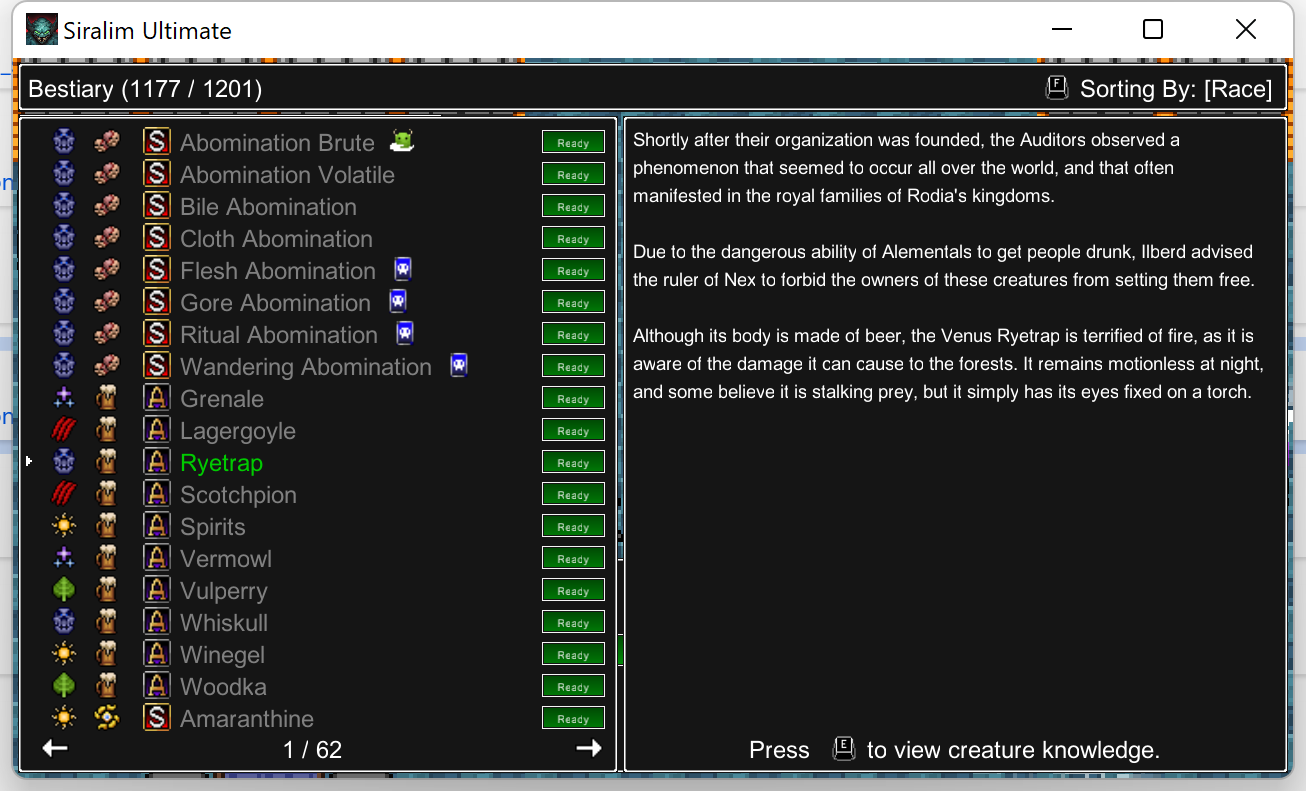 Siralim Ultimate
Bestiary (1177 / 1201)
F Sorting By: [Race]
S Abomination Brute Ready
S Abomination Volatile Ready
S Bile Abomination Ready
S Cloth Abomination Ready
S Flesh Abomination Ready
S Gore Abomination Ready
S Ritual Abomination Ready
S Wandering Abomination Ready
A Grenale Ready
A Lagergoyle Ready
A Ryetrap Ready
A Scotchpion Ready
A Spirits Ready
A Vermowl Ready
A Vulperry Ready
A Whiskull Ready
A Winegel Ready
A Woodka Ready
S Amaranthine Ready
1 / 62
Shortly after their organization was founded, the Auditors observed a
phenomenon that seemed to occur all over the world, and that often
manifested in the royal families of Rodia's kingdoms.
Due to the dangerous ability of Alementals to get people drunk, Ilberd advised
the ruler of Nex to forbid the owners of these creatures from setting them free.
Although its body is made of beer, the Venus Ryetrap is terrified of fire, as it is
aware of the damage it can cause to the forests. It remains motionless at night,
and some believe it is stalking prey, but it simply has its eyes fixed on a torch.
Press E to view creature knowledge.